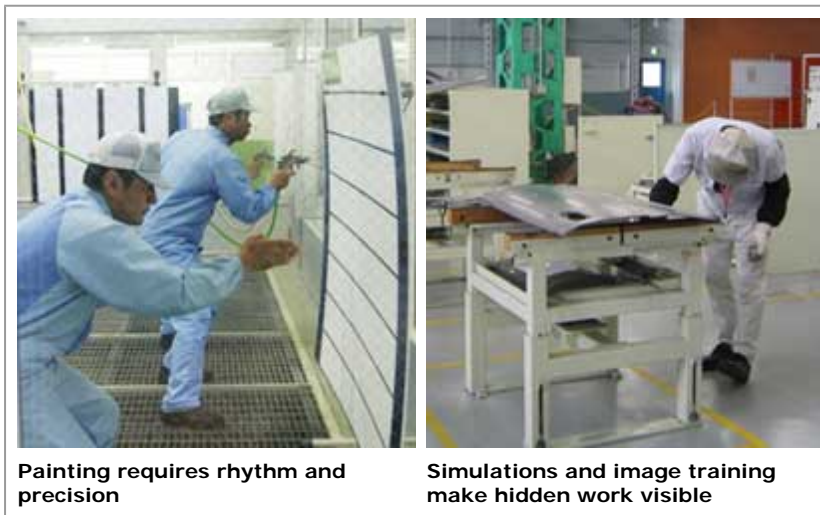 Painting requires rhythm and
precision
Simulations and image training
make hidden work visible